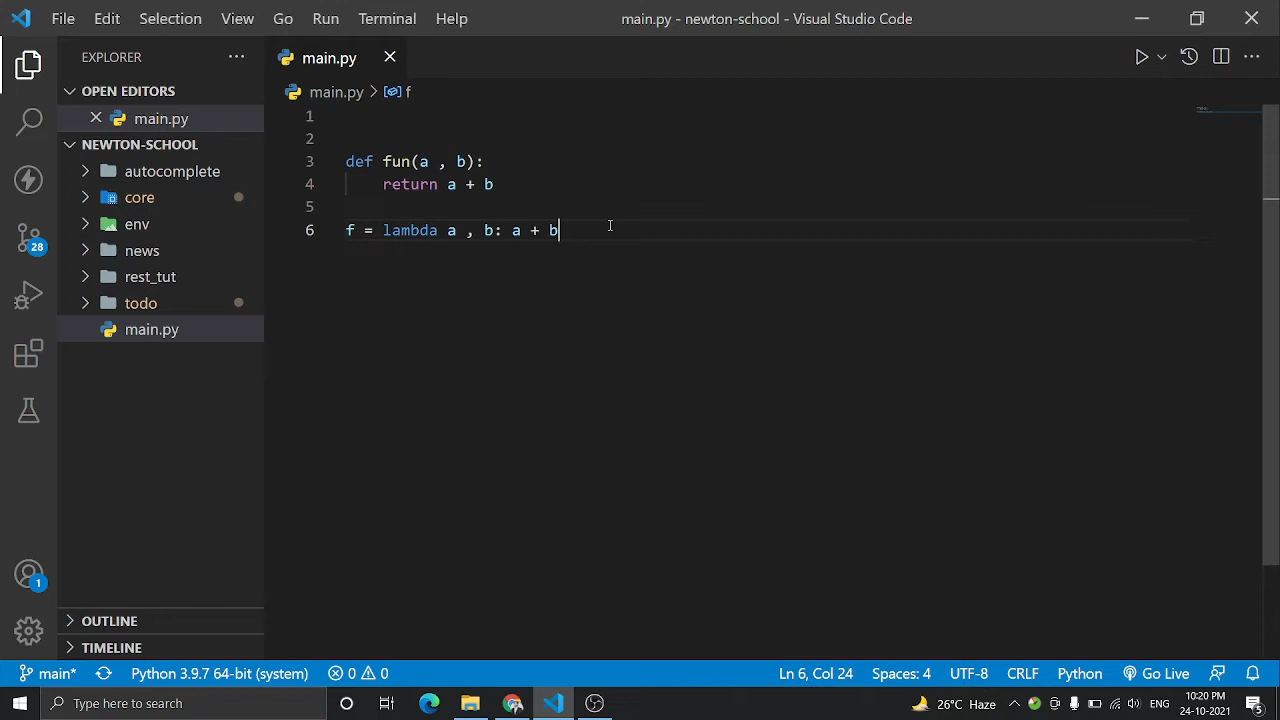 File Edit Selection View Go Run Terminal Help
main.py - newton-school - Visual Studio Code
EXPLORER
OPEN EDITORS
main.py
NEWTON-SCHOOL
autocomplete
core
env
news
rest_tut
todo
main.py
OUTLINE
TIMELINE
28
1
main.py
main.py > f
1
2
3 def fun(a , b):
4 return a + b
5
6 f = lambda a , b: a + b
main* Python 3.9.7 64-bit (system) 0 0 Ln 6, Col 24 Spaces: 4 UTF-8 CRLF Python Go Live
Type here to search
26°C Haze ENG 10:20 PM
24-10-2021